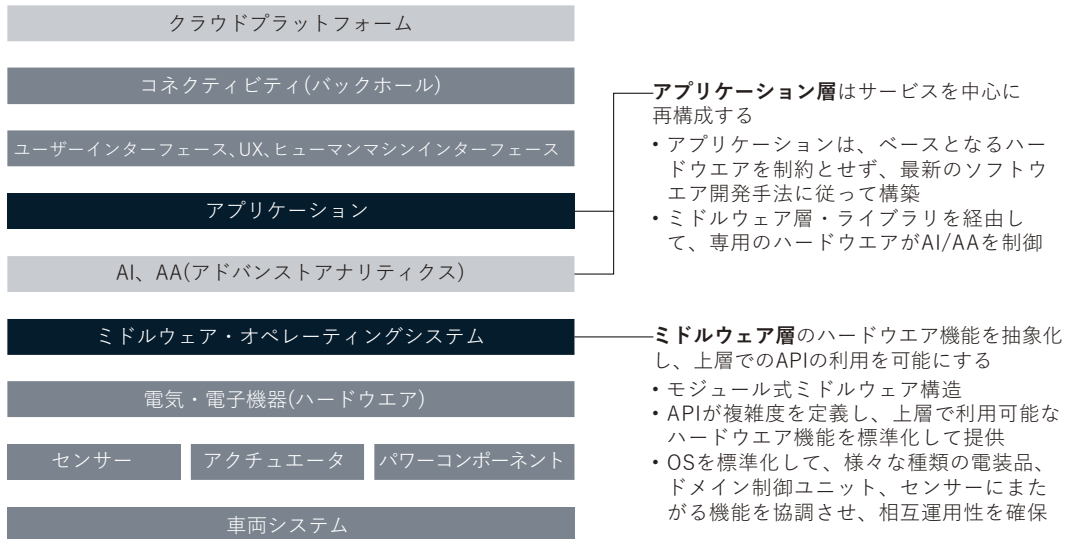 クラウドプラットフォーム
コネクティビティ(バックホール)
ユーザーインターフェース、UX、ヒューマンマシンインターフェース
アプリケーション
AI、AA(アドバンストアナリティクス)
ミドルウェア・オペレーティングシステム
電気・電子機器(ハードウエア)
センサー
アクチュエータ
パワーコンポーネント
車両システム
アプリケーション層はサービスを中心に
再構成する
• アプリケーションは、ベースとなるハー
ドウエアを制約とせず、最新のソフトウ
エア開発手法に従って構築
• ミドルウェア層・ライブラリを経由し
て、専用のハードウエアがAI/AAを制御
ミドルウェア層のハードウエア機能を抽象化
し、上層でのAPIの利用を可能にする
• モジュール式ミドルウェア構造
• APIが複雑度を定義し、上層で利用可能な
ハードウエア機能を標準化して提供
• OSを標準化して、様々な種類の電装品、
ドメイン制御ユニット、センサーにまた
がる機能を協調させ、相互運用性を確保